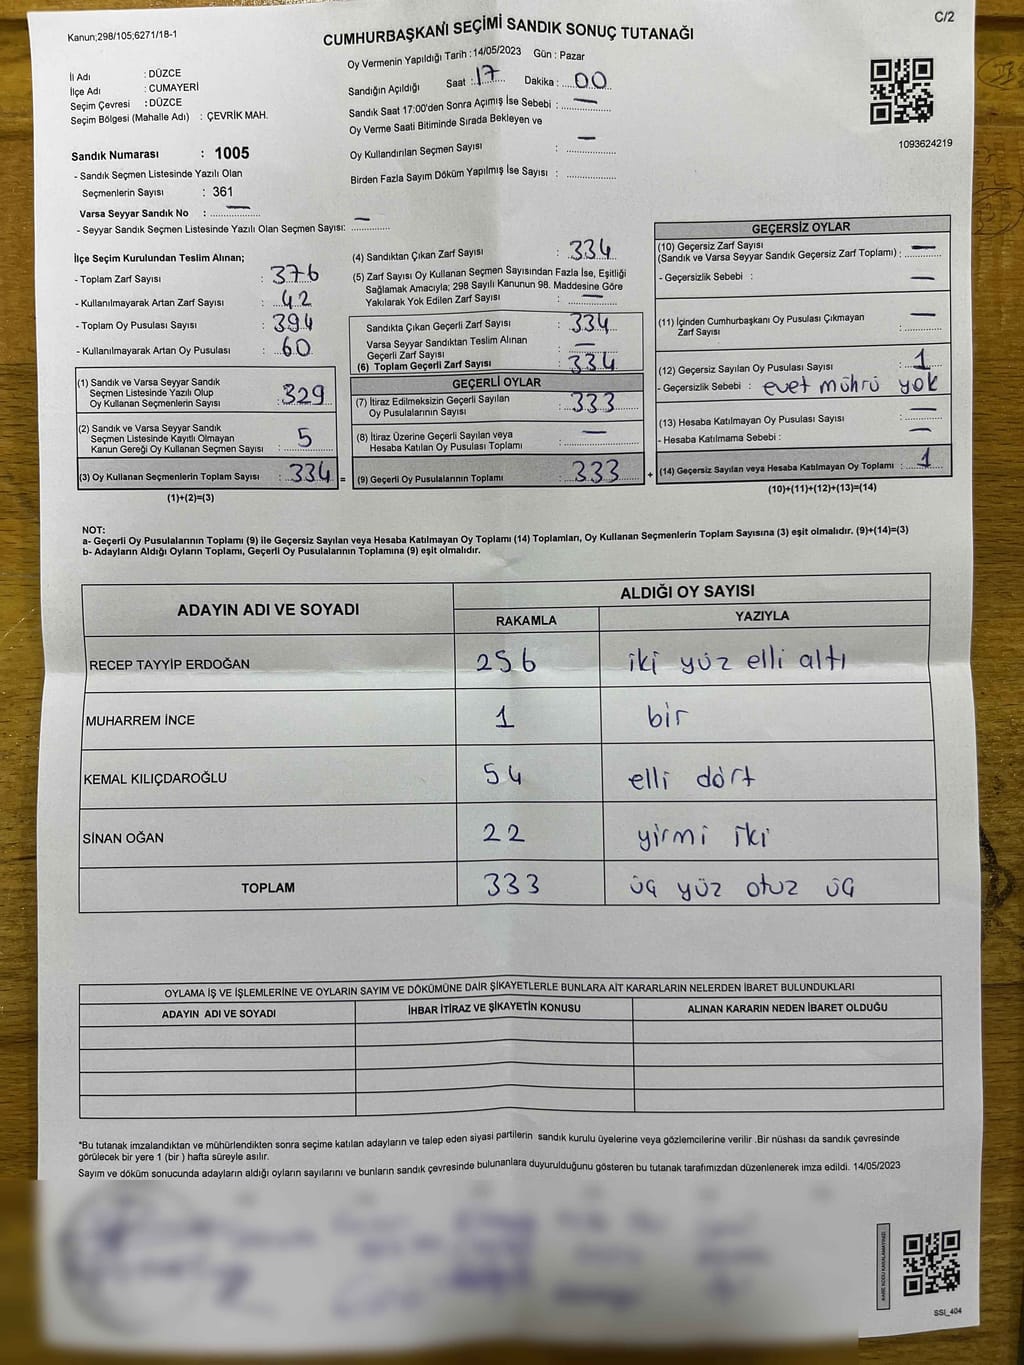 C/2
Kanun;298/105;6271/18-1
CUMHURBAŞKANI SEÇİMİ SANDIK SONUÇ TUTANAĞI
Oy Vermenin Yapıldığı Tarih : 14/05/2023 Gün : Pazar
İl Adı : DÜZCE
İlçe Adı : CUMAYERİ
Seçim Çevresi : DÜZCE
Seçim Bölgesi (Mahalle Adı) : ÇEVRİK MAH.
Sandığın Açıldığı Saat : 17 Dakika : 00
Sandık Saat 17:00'den Sonra Açımış İse Sebebi : —
Oy Verme Saati Bitiminde Sırada Bekleyen ve
Oy Kullandırılan Seçmen Sayısı : —
Birden Fazla Sayım Döküm Yapılmış İse Sayısı : ..............
1093624219
Sandık Numarası : 1005
- Sandık Seçmen Listesinde Yazılı Olan
Seçmenlerin Sayısı : 361
Varsa Seyyar Sandık No : —
- Seyyar Sandık Seçmen Listesinde Yazılı Olan Seçmen Sayısı: —
İlçe Seçim Kurulundan Teslim Alınan;
- Toplam Zarf Sayısı : 376
- Kullanılmayarak Artan Zarf Sayısı : 42
- Toplam Oy Pusulası Sayısı : 394
- Kullanılmayarak Artan Oy Pusulası : 60
(1) Sandık ve Varsa Seyyar Sandık
Seçmen Listesinde Yazılı Olup
Oy Kullanan Seçmenlerin Sayısı : 329
(2) Sandık ve Varsa Seyyar Sandık
Seçmen Listesinde Kayıtlı Olmayan
Kanun Gereği Oy Kullanan Seçmen Sayısı : 5
(3) Oy Kullanan Seçmenlerin Toplam Sayısı : 334 =
(1)+(2)=(3)
(4) Sandıktan Çıkan Zarf Sayısı : 334
(5) Zarf Sayısı Oy Kullanan Seçmen Sayısından Fazla İse, Eşitliği
Sağlamak Amacıyla; 298 Sayılı Kanunun 98. Maddesine Göre
Yakılarak Yok Edilen Zarf Sayısı : —
Sandıkta Çıkan Geçerli Zarf Sayısı : 334
Varsa Seyyar Sandıktan Teslim Alınan
Geçerli Zarf Sayısı : —
(6) Toplam Geçerli Zarf Sayısı : 334
GEÇERLİ OYLAR
(7) İtiraz Edilmeksizin Geçerli Sayılan
Oy Pusulalarının Sayısı : 333
(8) İtiraz Üzerine Geçerli Sayılan veya
Hesaba Katılan Oy Pusulası Toplamı : —
(9) Geçerli Oy Pusulalarının Toplamı : 333 +
GEÇERSİZ OYLAR
(10) Geçersiz Zarf Sayısı
(Sandık ve Varsa Seyyar Sandık Geçersiz Zarf Toplamı) : —
- Geçersizlik Sebebi : —
(11) İçinden Cumhurbaşkanı Oy Pusulası Çıkmayan
Zarf Sayısı : —
(12) Geçersiz Sayılan Oy Pusulası Sayısı : 1
- Geçersizlik Sebebi : evet mührü yok
(13) Hesaba Katılmayan Oy Pusulası Sayısı : —
- Hesaba Katılmama Sebebi : —
(14) Geçersiz Sayılan veya Hesaba Katılmayan Oy Toplamı : 1
(10)+(11)+(12)+(13)=(14)
NOT:
a- Geçerli Oy Pusulalarının Toplamı (9) ile Geçersiz Sayılan veya Hesaba Katılmayan Oy Toplamı (14) Toplamları, Oy Kullanan Seçmenlerin Toplam Sayısına (3) eşit olmalıdır. (9)+(14)=(3)
b- Adayların Aldığı Oyların Toplamı, Geçerli Oy Pusulalarının Toplamına (9) eşit olmalıdır.
ADAYIN ADI VE SOYADI ALDIĞI OY SAYISI
RAKAMLA YAZIYLA
RECEP TAYYİP ERDOĞAN 256 iki yüz elli altı
MUHARREM İNCE 1 bir
KEMAL KILIÇDAROĞLU 54 elli dört
SİNAN OĞAN 22 yirmi iki
TOPLAM 333 üç yüz otuz üç
OYLAMA İŞ VE İŞLEMLERİNE VE OYLARIN SAYIM VE DÖKÜMÜNE DAİR ŞİKAYETLERLE BUNLARA AİT KARARLARIN NELERDEN İBARET BULUNDUKLARI
ADAYIN ADI VE SOYADI İHBAR İTİRAZ VE ŞİKAYETİN KONUSU ALINAN KARARIN NEDEN İBARET OLDUĞU
*Bu tutanak imzalandıktan ve mühürlendikten sonra seçime katılan adayların ve talep eden siyasi partilerin sandık kurulu üyelerine veya gözlemcilerine verilir .Bir nüshası da sandık çevresinde
görülecek bir yere 1 (bir ) hafta süreyle asılır.
Sayım ve döküm sonucunda adayların aldığı oyların sayılarını ve bunların sandık çevresinde bulunanlara duyurulduğunu gösteren bu tutanak tarafımızdan düzenlenerek imza edildi. 14/05/2023
SSI_404